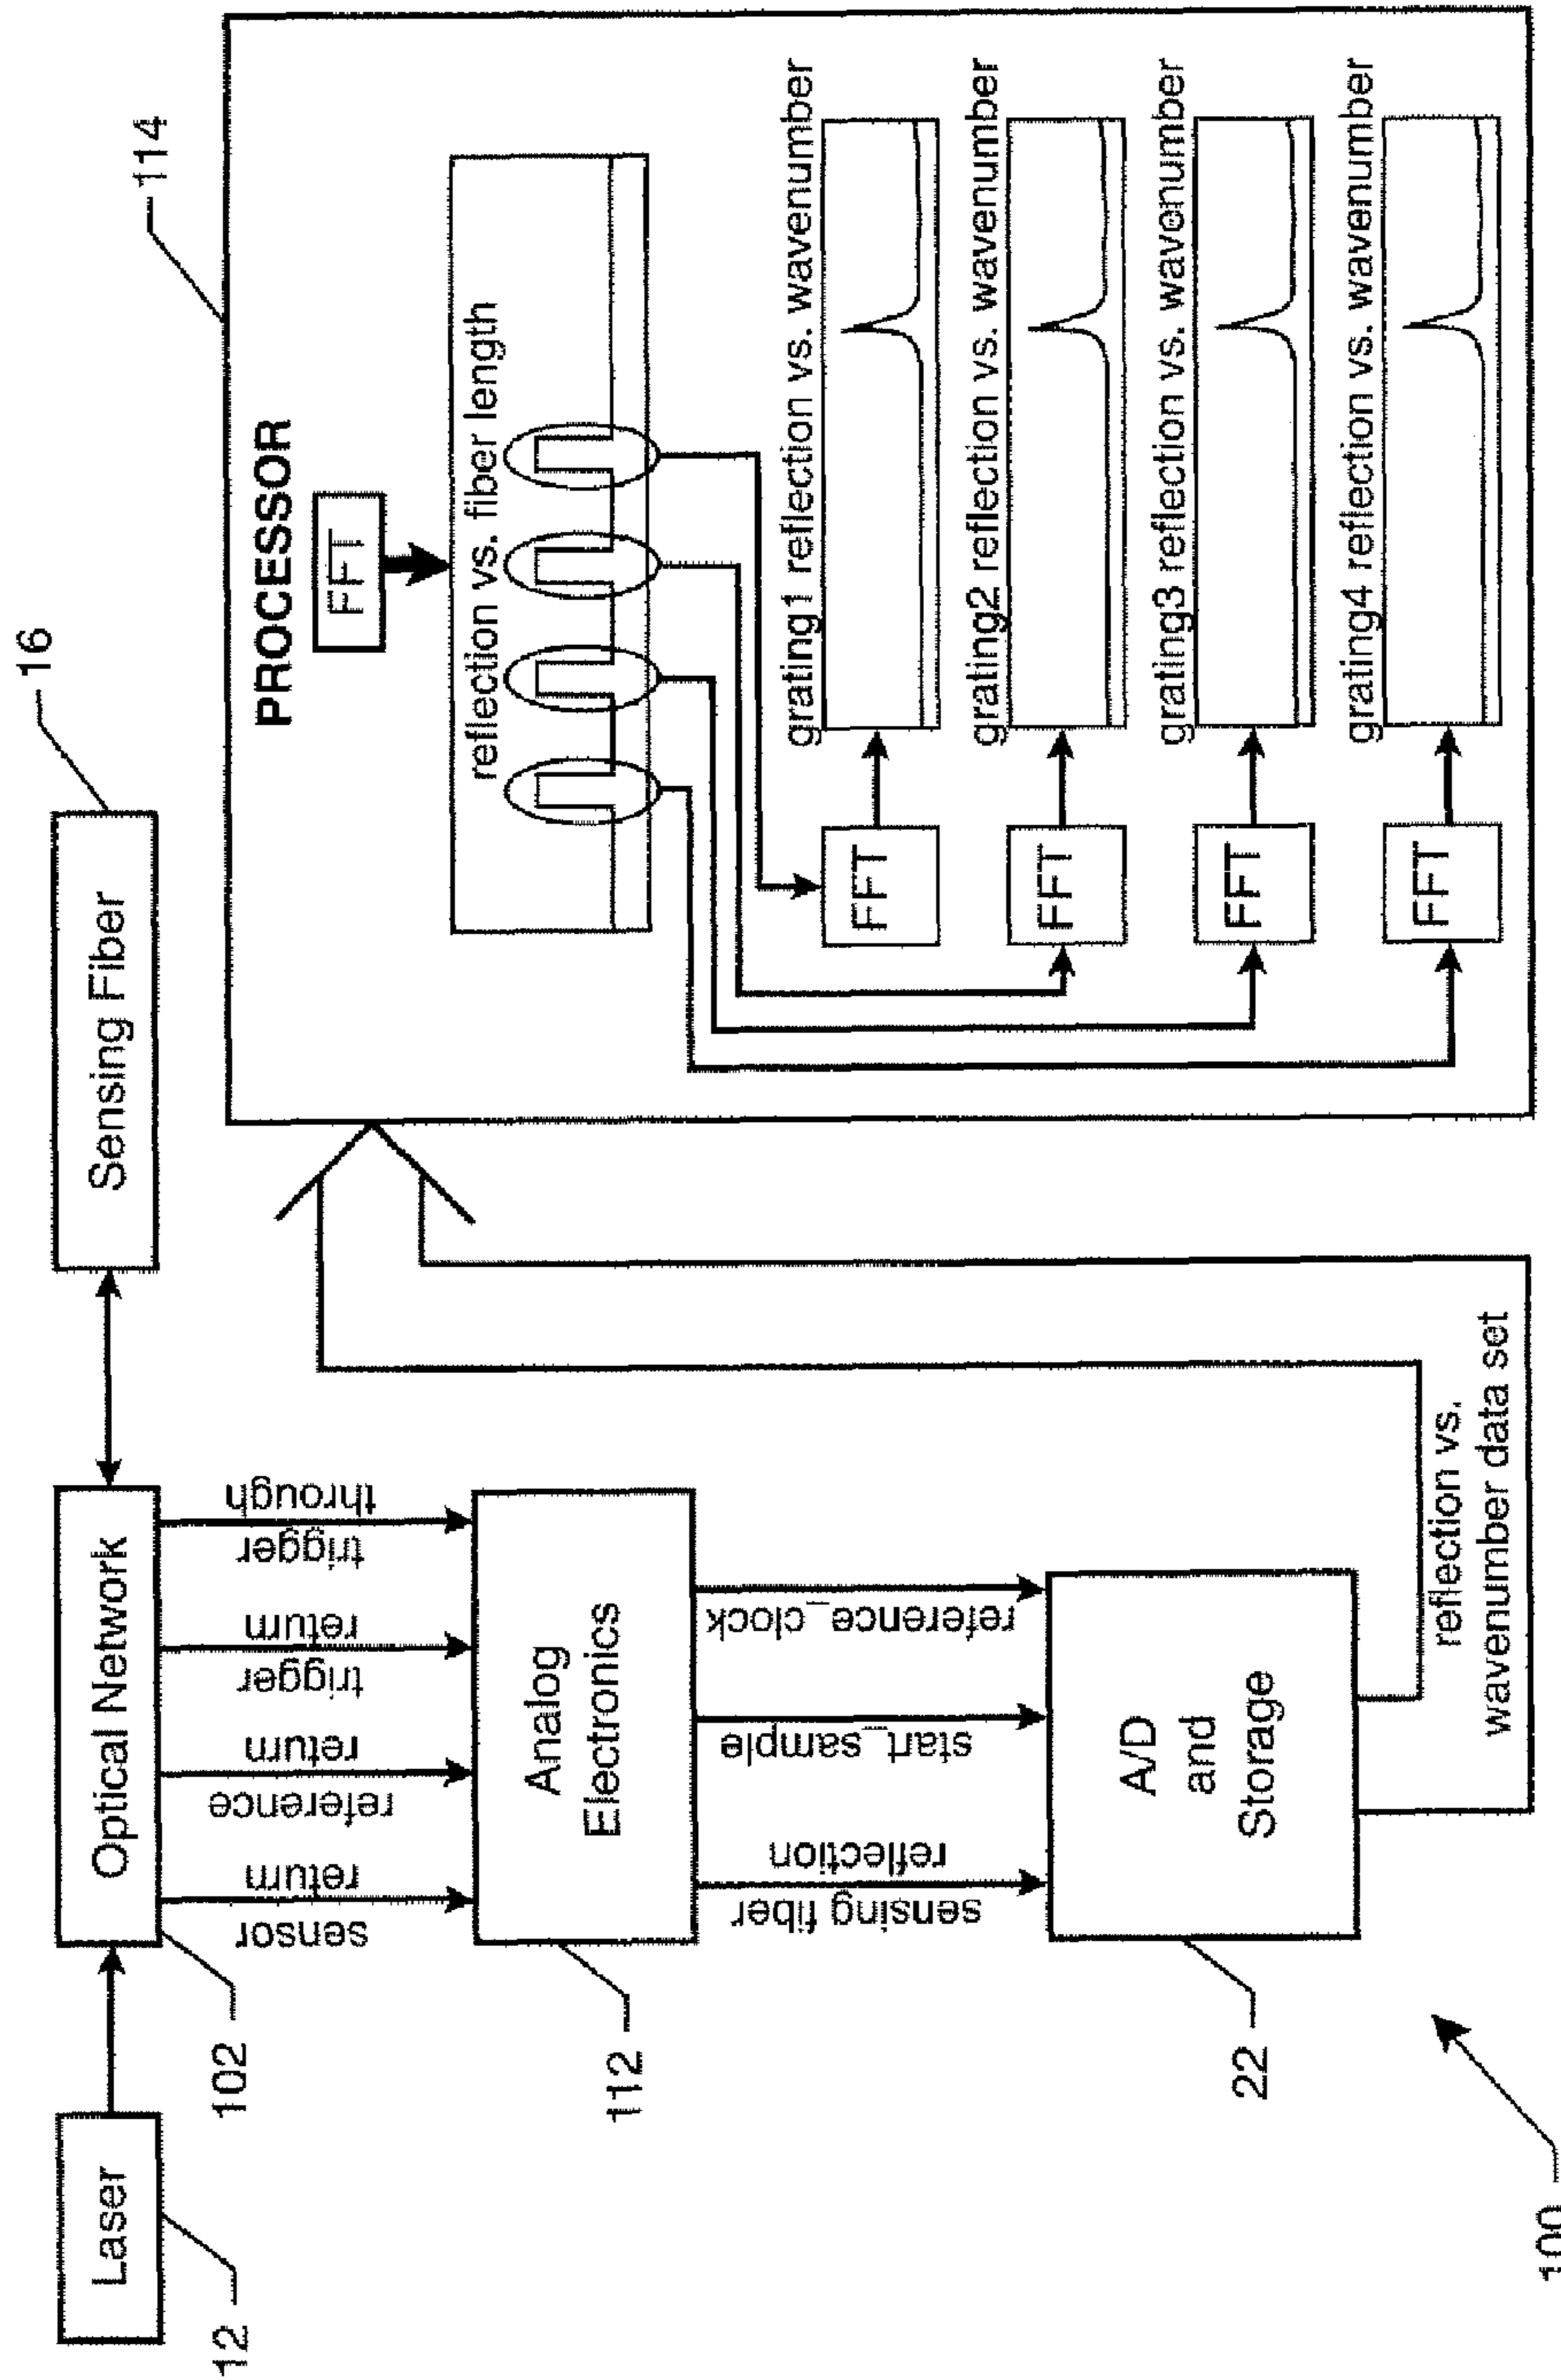 Laser
12
Optical Network
102
Sensing Fiber
16
sensor
return
reference
return
trigger
return
trigger
through
Analog
Electronics
112
sensing fiber
reflection
start_sample
reference_clock
A/D
and
Storage
22
reflection vs.
wavenumber data set
100
114
PROCESSOR
FFT
reflection vs. fiber length
FFT
grating1 reflection vs. wavenumber
FFT
grating2 reflection vs. wavenumber
FFT
grating3 reflection vs. wavenumber
FFT
grating4 reflection vs. wavenumber